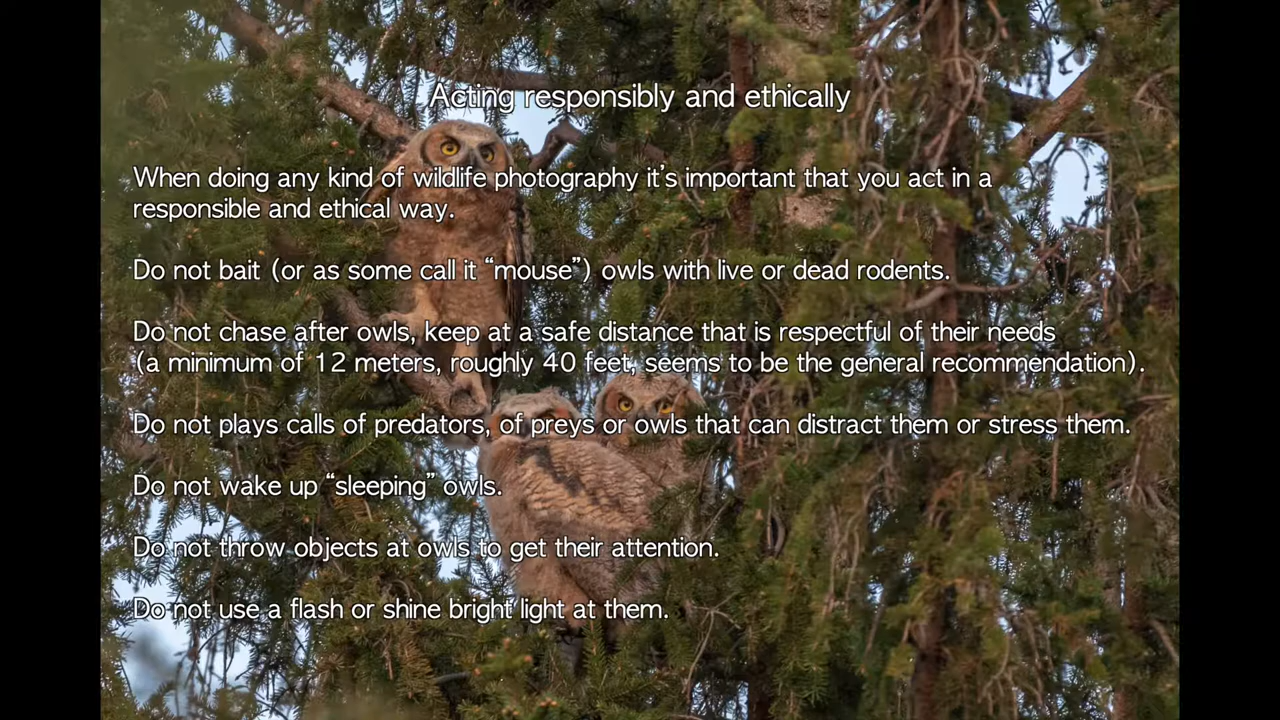 Acting responsibly and ethically
When doing any kind of wildlife photography it's important that you act in a
responsible and ethical way.
Do not bait (or as some call it “mouse”) owls with live or dead rodents.
Do not chase after owls, keep at a safe distance that is respectful of their needs
(a minimum of 12 meters, roughly 40 feet, seems to be the general recommendation).
Do not plays calls of predators, of preys or owls that can distract them or stress them.
Do not wake up “sleeping” owls.
Do not throw objects at owls to get their attention.
Do not use a flash or shine bright light at them.